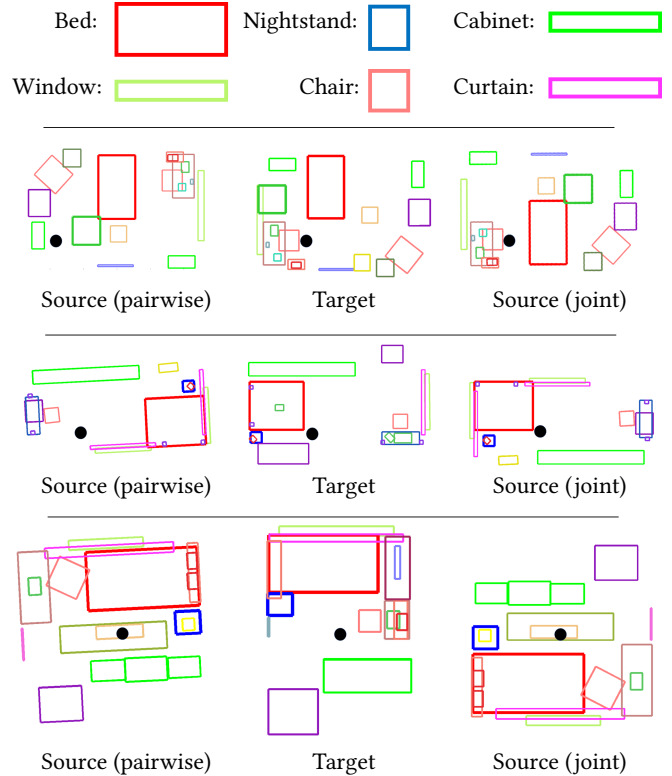 Bed: Nightstand: Cabinet:
Window: Chair: Curtain:
Source (pairwise) Target Source (joint)
Source (pairwise) Target Source (joint)
Source (pairwise) Target Source (joint)